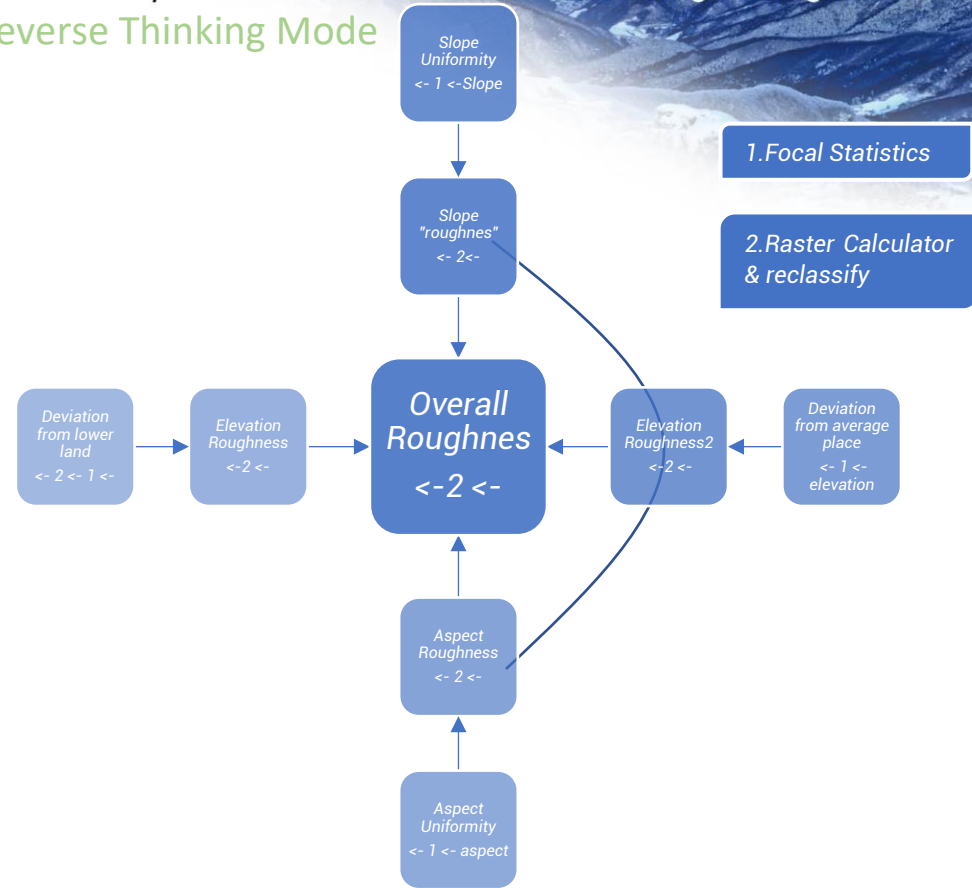 everse Thinking Mode
Slope
Uniformity
<- 1 <-Slope
1.Focal Statistics
Slope
"roughnes"
<- 2<-
2.Raster Calculator
& reclassify
Deviation
from lower
land
<- 2 <- 1 <-
Elevation
Roughness
<-2 <-
Overall
Roughnes
<-2 <-
Elevation
Roughness2
<-2 <-
Deviation
from average
place
<- 1 <-
elevation
Aspect
Roughness
<- 2 <-
Aspect
Uniformity
<- 1 <- aspect